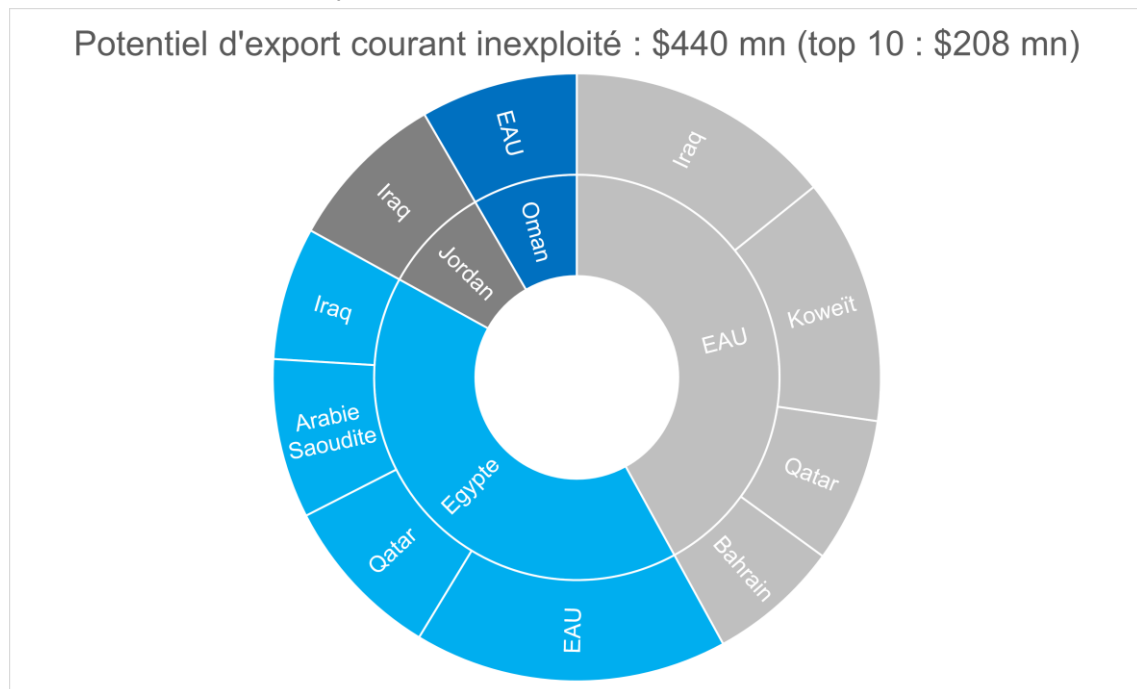 Potentiel d'export courant inexploité : $440 mn (top 10 : $208 mn)
EAU
Iraq
Iraq
Oman
Jordan
Koweït
EAU
Iraq
Arabie
Saoudite
Qatar
Egypte
Bahrain
Qatar
EAU